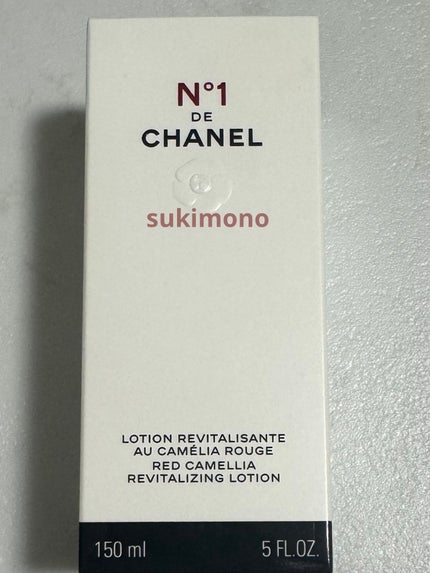 N°1
DE
CHANEL
sukimono
LOTION REVITALISANTE
AU CAMÉLIA ROUGE
RED CAMELLIA
REVITALIZING LOTION
150 ml 5 FL.OZ.